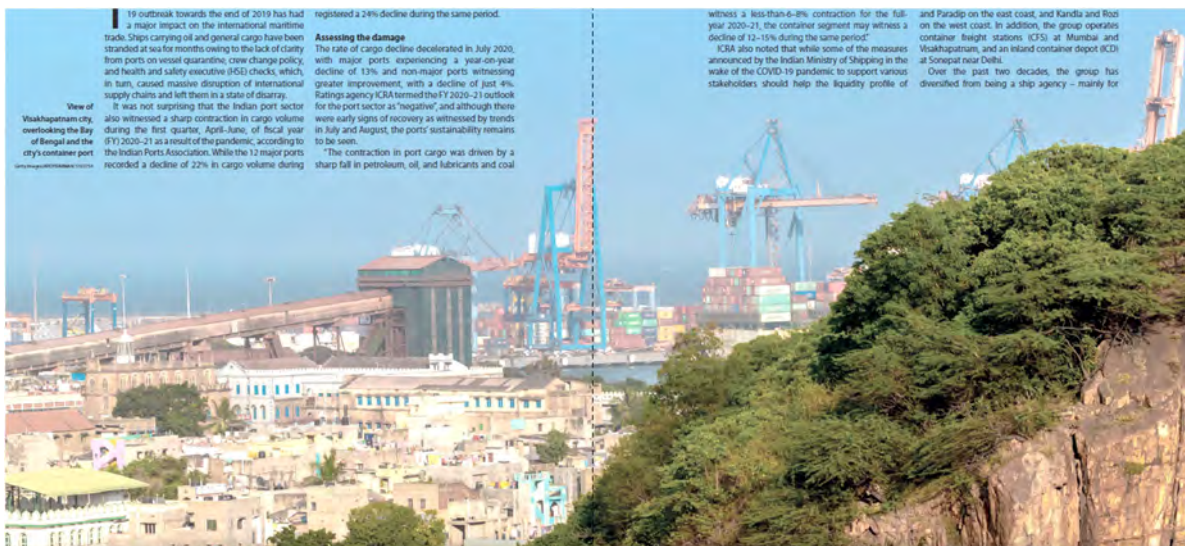 19 outbreak towards the end of 2019 has had
a major impact on the international maritime
trade. Ships carrying oil and general cargo have been
stranded at sea for months owing to the lack of clarity
from ports on vessel quarantine, crew change policy,
and health and safety executive (HSE) checks, which,
in turn, caused massive disruption of international
supply chains and left them in a state of disarray.
It was not surprising that the Indian port sector
also witnessed a sharp contraction in cargo volume
during the first quarter, April–June, of fiscal year
(FY) 2020–21 as a result of the pandemic, according to
the Indian Ports Association. While the 12 major ports
recorded a decline of 22% in cargo volume during
View of
Visakhapatnam city,
overlooking the Bay
of Bengal and the
city's container port
registered a 24% decline during the same period.
Assessing the damage
The rate of cargo decline decelerated in July 2020,
with major ports experiencing a year-on-year
decline of 13% and non-major ports witnessing
greater improvement, with a decline of just 4%.
Ratings agency ICRA termed the FY 2020–21 outlook
for the port sector as "negative", and although there
were early signs of recovery as witnessed by trends
in July and August, the ports' sustainability remains
to be seen.
"The contraction in port cargo was driven by a
sharp fall in petroleum, oil, and lubricants and coal
witness a less-than-6–8% contraction for the full-
year 2020–21, the container segment may witness a
decline of 12–15% during the same period."
ICRA also noted that while some of the measures
announced by the Indian Ministry of Shipping in the
wake of the COVID-19 pandemic to support various
stakeholders should help the liquidity profile of
and Paradip on the east coast, and Kandla and Rozi
on the west coast. In addition, the group operates
container freight stations (CFS) at Mumbai and
Visakhapatnam, and an inland container depot (ICD)
at Sonepat near Delhi.
Over the past two decades, the group has
diversified from being a ship agency – mainly for